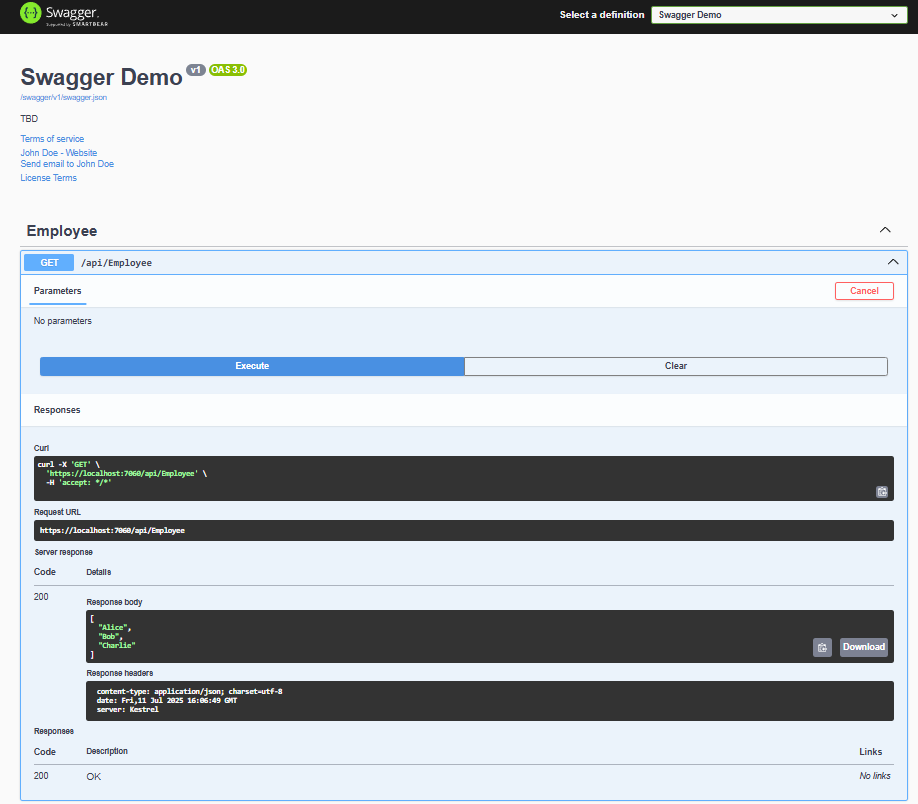 Swagger.
Supported by SMARTBEAR
Select a definition
Swagger Demo
Swagger Demo v1 OAS 3.0
/swagger/v1/swagger.json
TBD
Terms of service
John Doe - Website
Send email to John Doe
License Terms
Employee
GET /api/Employee
Parameters
Cancel
No parameters
Execute
Clear
Responses
Curl
curl -X 'GET' \
'https://localhost:7060/api/Employee' \
-H 'accept: */*'
Request URL
https://localhost:7060/api/Employee
Server response
Code Details
200
Response body
[
"Alice",
"Bob",
"Charlie"
]
Download
Response headers
content-type: application/json; charset=utf-8
date: Fri,11 Jul 2025 16:06:49 GMT
server: Kestrel
Responses
Code Description Links
200 OK No links